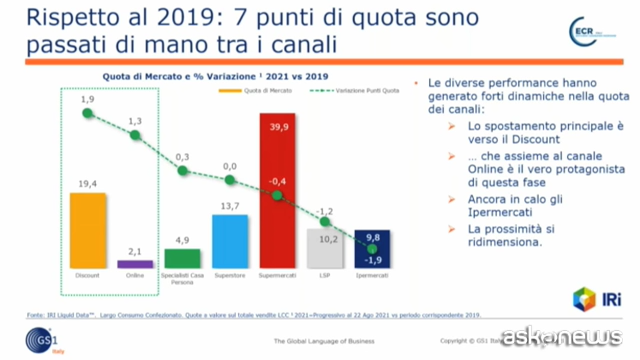 Rispetto al 2019: 7 punti di quota sono
passati di mano tra i canali
ECR
Quota di Mercato e % Variazione ¹ 2021 vs 2019
Quota di Mercato
Variazione Punti Quota
1,9
1,3
0,3
0,0
-0,4
-1,2
-1,9
19,4
2,1
4,9
13,7
39,9
10,2
9,8
Discount
Online
Specialisti Casa
Persona
Superstore
Supermercati
LSP
Ipermercati
• Le diverse performance hanno
generato forti dinamiche nella quota
dei canali:
➢ Lo spostamento principale è
verso il Discount
➢ … che assieme al canale
Online è il vero protagonista
di questa fase
➢ Ancora in calo gli
Ipermercati
➢ La prossimità si
ridimensiona.
IRi
Fonte: IRI Liquid Data™. Largo Consumo Confezionato. Quote a valore sul totale vendite LCC ¹ 2021=Progressivo al 22 Ago 2021 vs periodo corrispondente 2019.
GS1
Italy
The Global Language of Business
Copyright © GS1
askanews